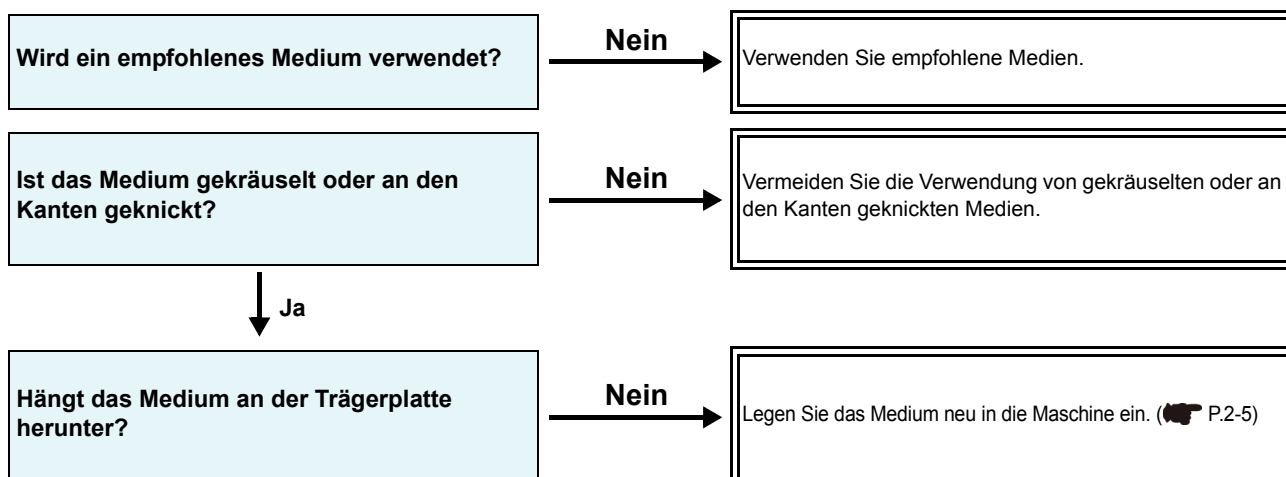 Wird ein empfohlenes Medium verwendet?
Nein
Verwenden Sie empfohlene Medien.
Ist das Medium gekräuselt oder an den
Kanten geknickt?
Nein
Vermeiden Sie die Verwendung von gekräuselten oder an
den Kanten geknickten Medien.
Ja
Hängt das Medium an der Trägerplatte
herunter?
Nein
Legen Sie das Medium neu in die Maschine ein. ( P.2-5)